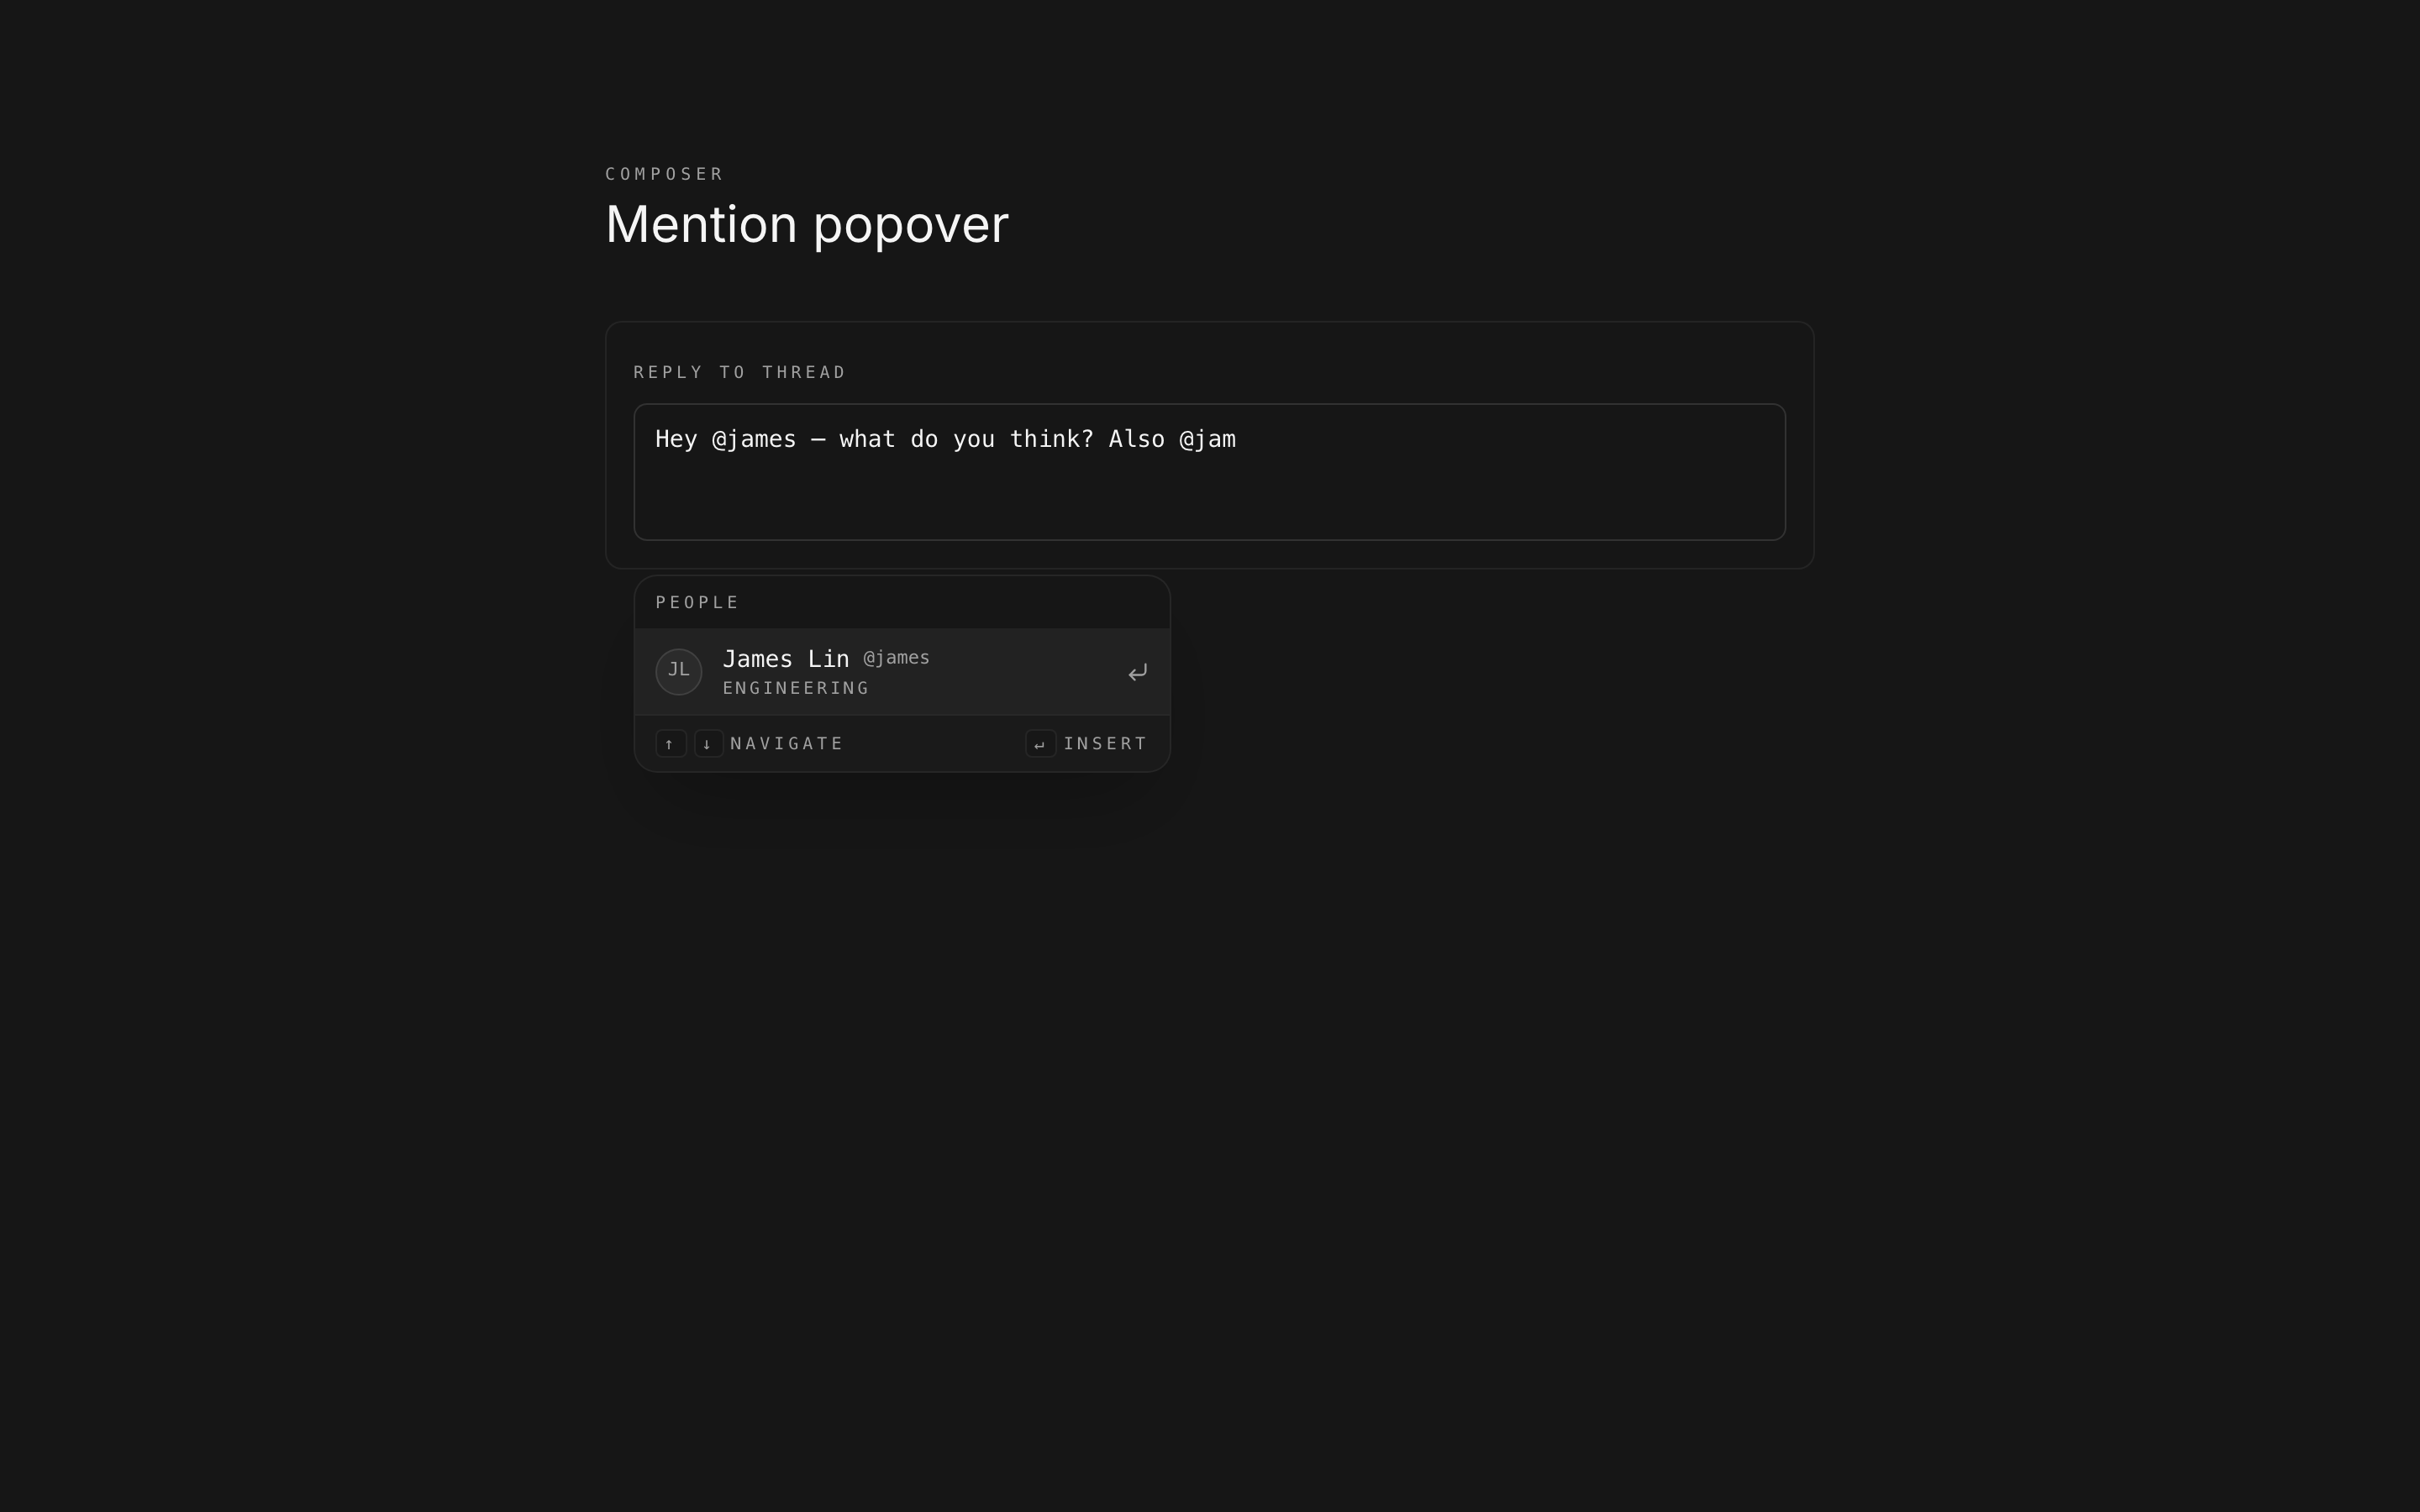 COMPOSER
Mention popover
REPLY TO THREAD
Hey @james — what do you think? Also @jam
PEOPLE
JL
James Lin @james
ENGINEERING
↑ ↓ NAVIGATE ↵ INSERT